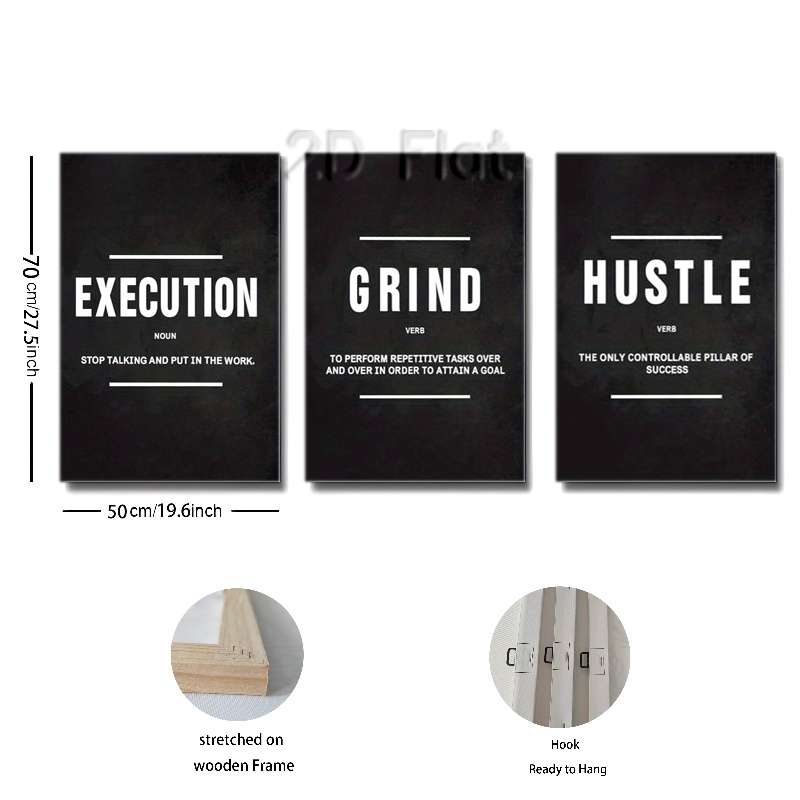 2D Flat
EXECUTION
NOUN
STOP TALKING AND PUT IN THE WORK.
GRIND
VERB
TO PERFORM REPETITIVE TASKS OVER
AND OVER IN ORDER TO ATTAIN A GOAL
HUSTLE
VERB
THE ONLY CONTROLLABLE PILLAR OF
SUCCESS
70cm/27.5inch
50cm/19.6inch
stretched on
wooden Frame
Hook
Ready to Hang